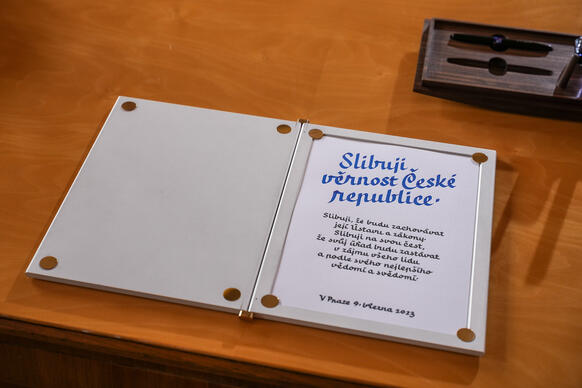 Slibuji
věrnost České
republice.
Slibuji, že budu zachovávat
její Ústavu a zákony.
Slibuji na svou čest,
že svůj úřad budu zastávat
v zájmu všeho lidu
a podle svého nejlepšího
vědomí a svědomí.
V Praze 9. března 2023